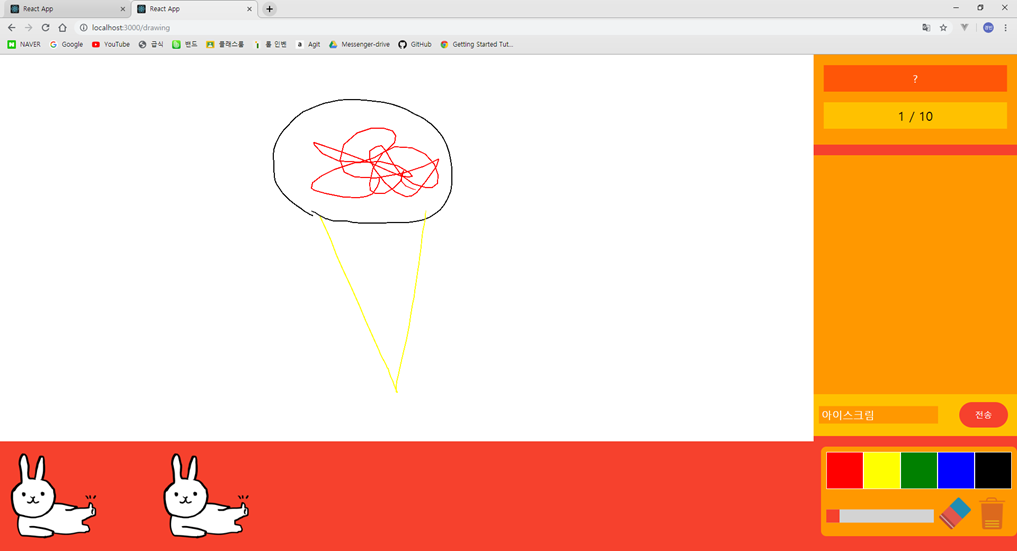 React App
React App
localhost:3000/drawing
NAVER Google YouTube 급식 밴드 클래스룸 롤 인벤 Agit Messenger-drive GitHub Getting Started Tut...
?
1 / 10
아이스크림
전송